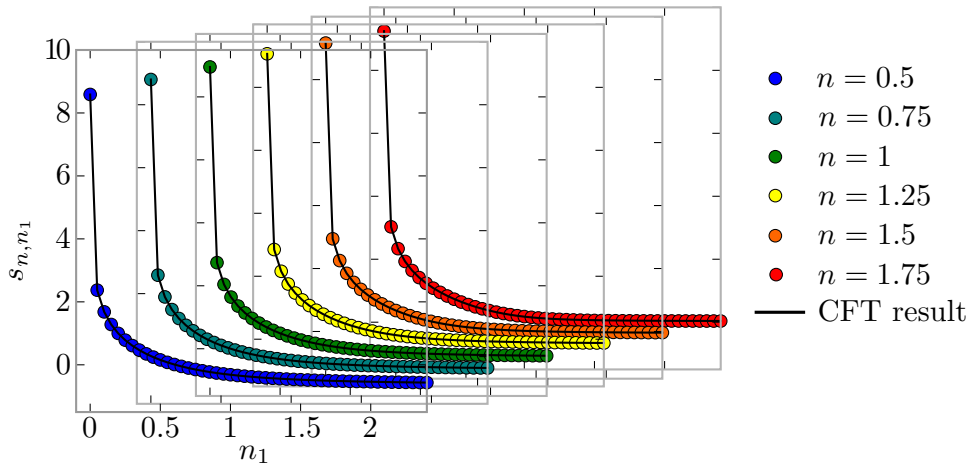 10
8
6
4
2
0
s_{n,n_1}
0 0.5 1 1.5 2
n_1
n = 0.5
n = 0.75
n = 1
n = 1.25
n = 1.5
n = 1.75
CFT result